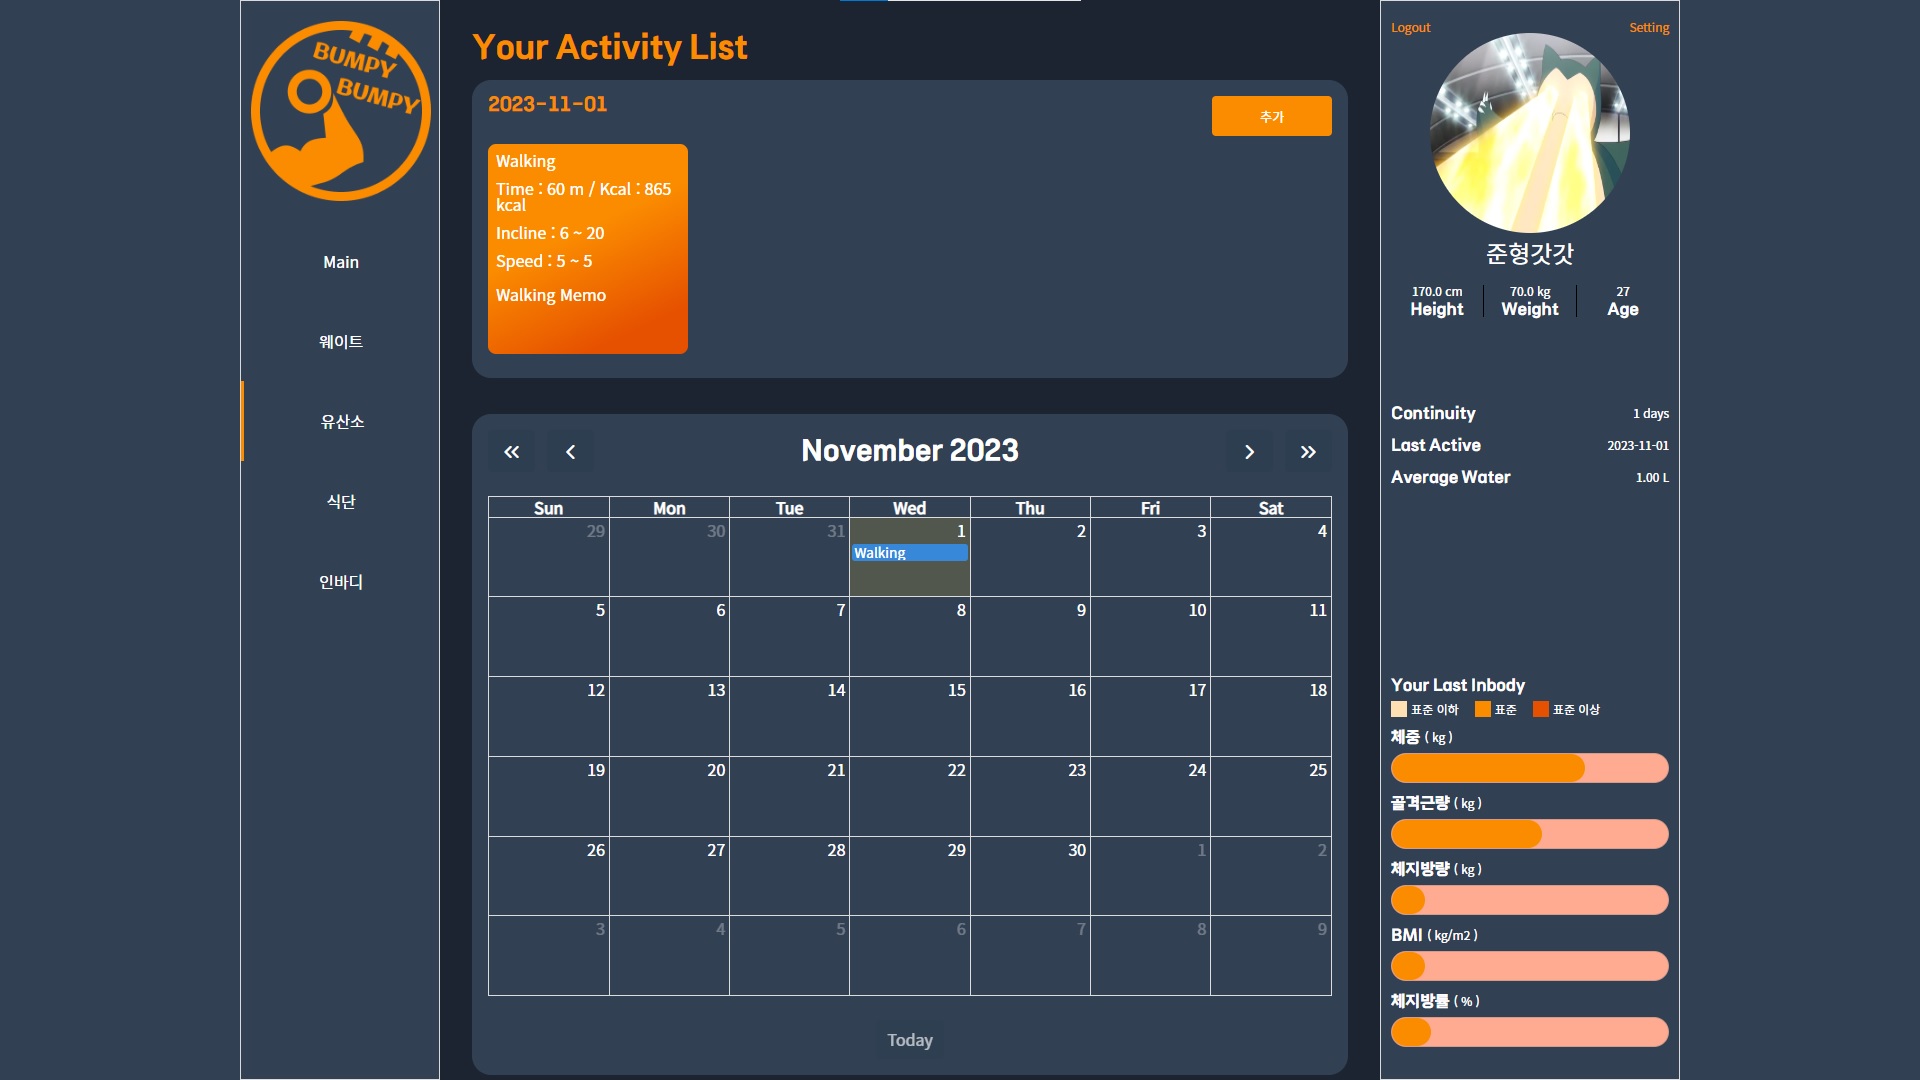 BUMPY
BUMPY
Main
웨이트
유산소
식단
인바디
Your Activity List
2023-11-01
추가
Walking
Time : 60 m / Kcal : 865
kcal
Incline : 6 ~ 20
Speed : 5 ~ 5
Walking Memo
« ‹ November 2023 › »
Sun Mon Tue Wed Thu Fri Sat
29 30 31 1 2 3 4
Walking
5 6 7 8 9 10 11
12 13 14 15 16 17 18
19 20 21 22 23 24 25
26 27 28 29 30 1 2
3 4 5 6 7 8 9
Today
Logout Setting
준형갓갓
170.0 cm 70.0 kg 27
Height Weight Age
Continuity 1 days
Last Active 2023-11-01
Average Water 1.00 L
Your Last Inbody
표준 이하 표준 표준 이상
체중 ( kg )
골격근량 ( kg )
체지방량 ( kg )
BMI ( kg/m2 )
체지방률 ( % )